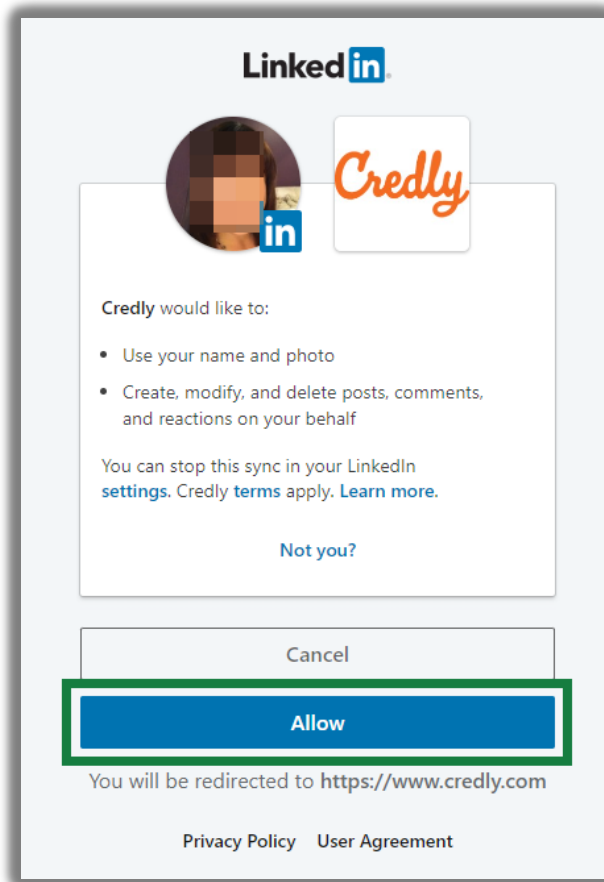 Linked in
Credly
in
Credly would like to:
• Use your name and photo
• Create, modify, and delete posts, comments,
and reactions on your behalf
You can stop this sync in your LinkedIn
settings. Credly terms apply. Learn more.
Not you?
Cancel
Allow
You will be redirected to https://www.credly.com
Privacy Policy User Agreement